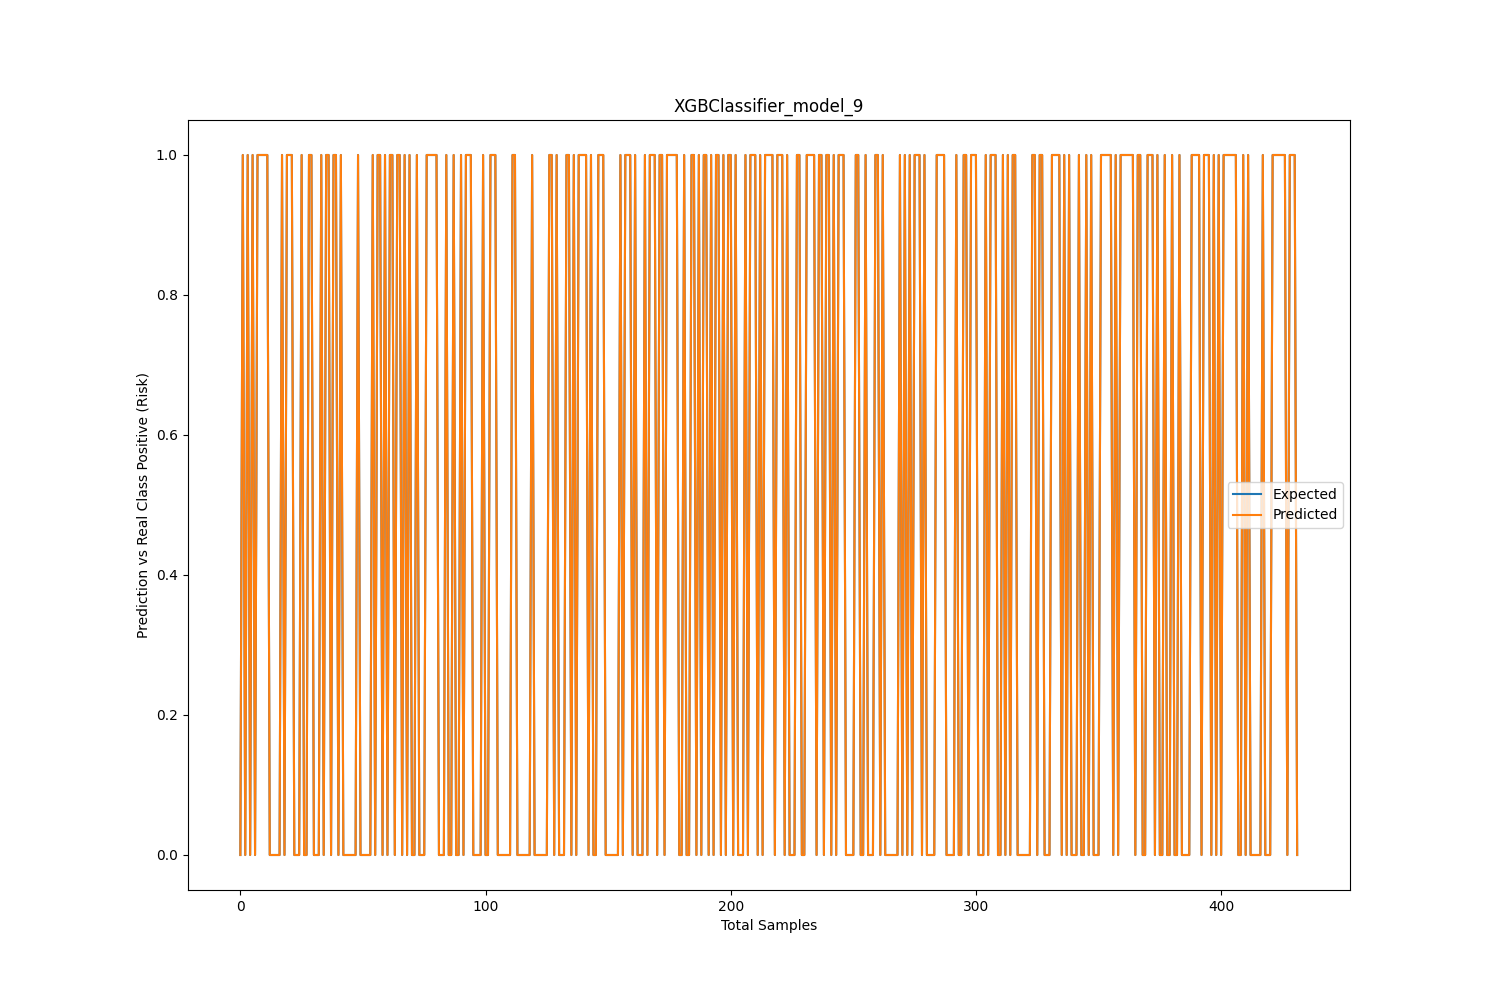 XGBClassifier_model_9
1.0
0.8
0.6
0.4
0.2
0.0
Prediction vs Real Class Positive (Risk)
Expected
Predicted
0 100 200 300 400
Total Samples